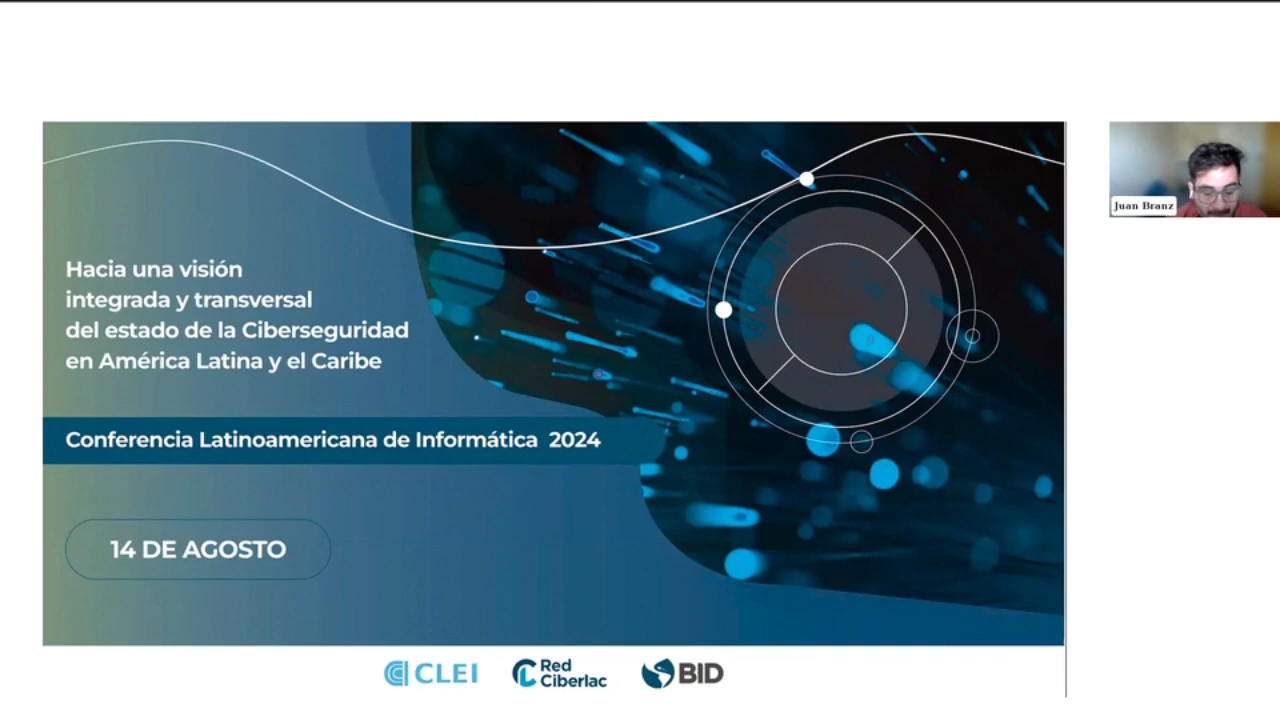 Hacia una visión
integrada y transversal
del estado de la Ciberseguridad
en América Latina y el Caribe
Conferencia Latinoamericana de Informática 2024
14 DE AGOSTO
CLEI
Red
Ciberlac
BID
Juan Branz